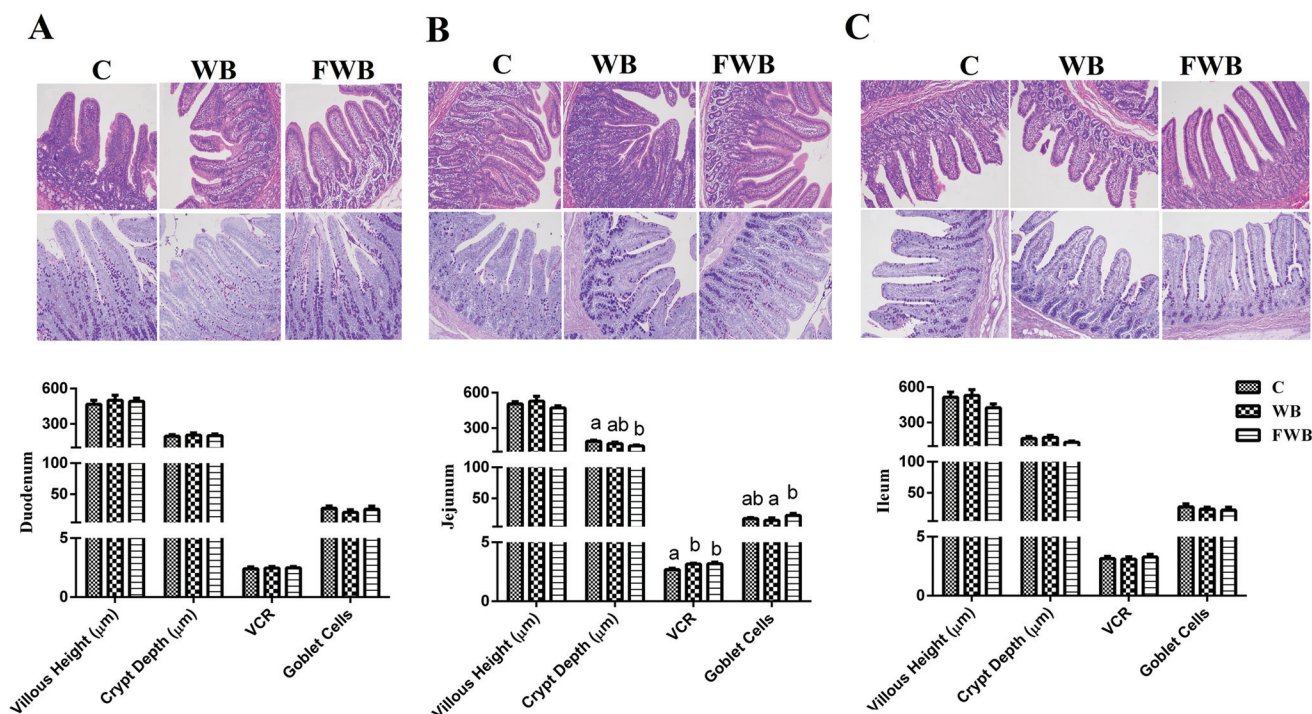 A
B
C
C WB FWB
C WB FWB
C WB FWB
Duodenum
600
300
100
50
5
0
Villous Height (μm)
Crypt Depth (μm)
VCR
Goblet Cells
Jejunum
600
300
100
50
5
0
a ab b
a b b
ab a b
Villous Height (μm)
Crypt Depth (μm)
VCR
Goblet Cells
Ileum
600
300
100
50
5
0
Villous Height (μm)
Crypt Depth (μm)
VCR
Goblet Cells
C
WB
FWB